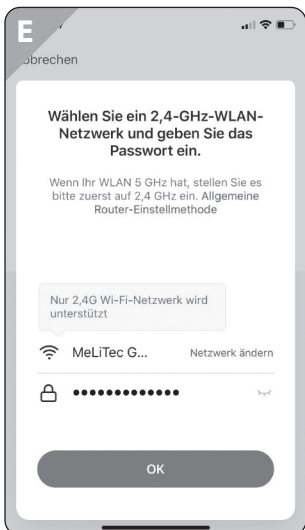 E
Abbrechen
Wählen Sie ein 2,4-GHz-WLAN-
Netzwerk und geben Sie das
Passwort ein.
Wenn Ihr WLAN 5 GHz hat, stellen Sie es
bitte zuerst auf 2,4 GHz ein. Allgemeine
Router-Einstellmethode
Nur 2,4G Wi-Fi-Netzwerk wird
unterstützt
MeLiTec G... Netzwerk ändern
•••••••••••••
OK